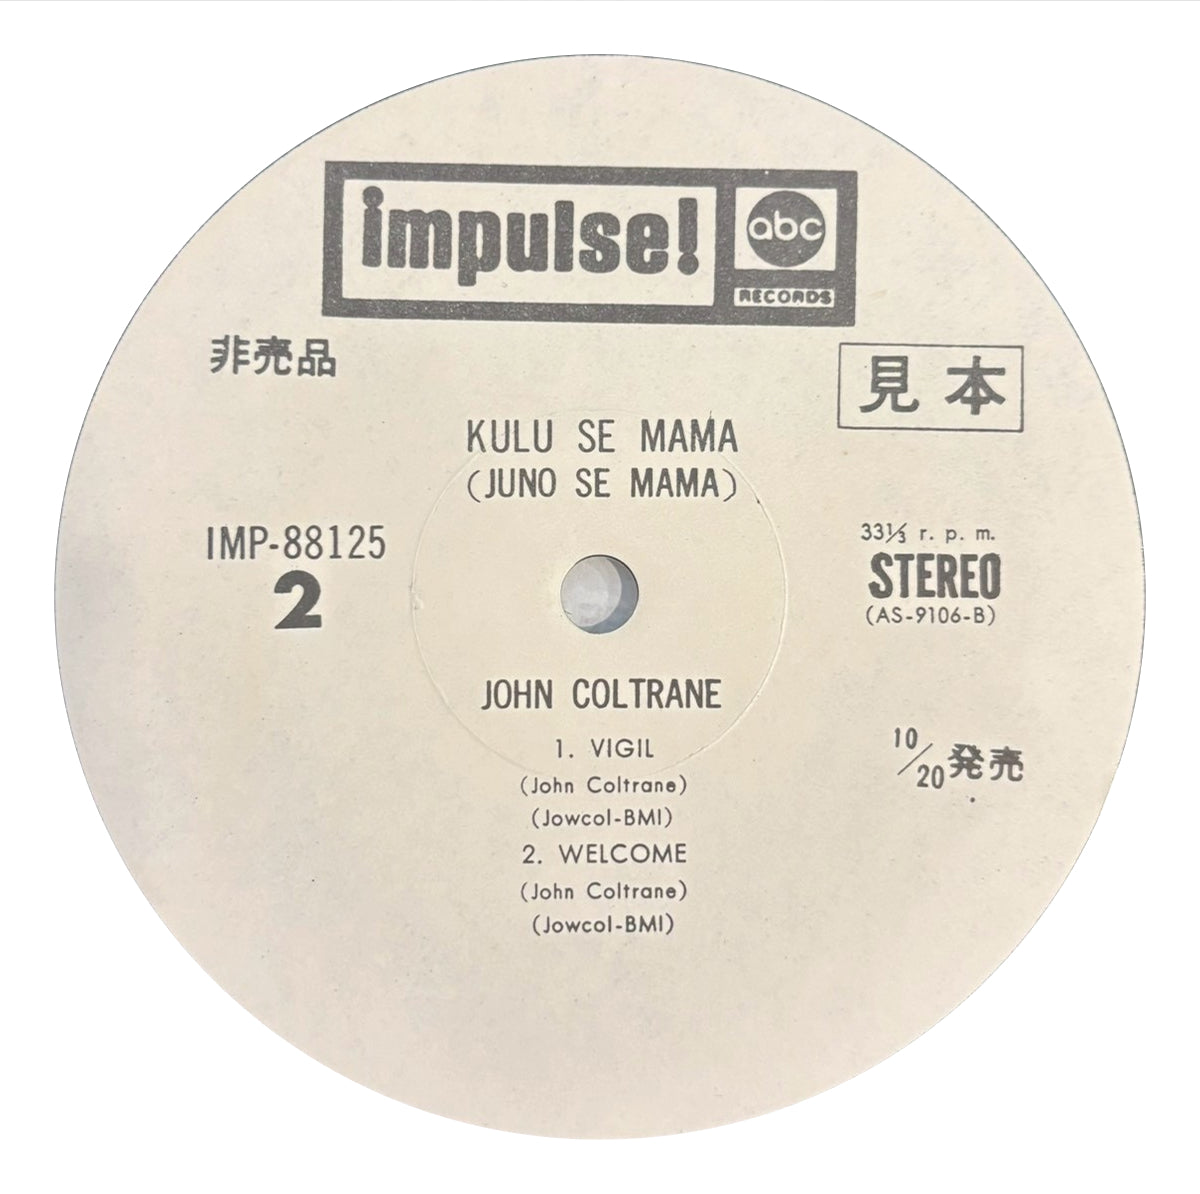 impulse!
abc
RECORDS
非売品
見本
KULU SE MAMA
(JUNO SE MAMA)
IMP-88125
2
33⅓ r. p. m.
STEREO
(AS-9106-B)
JOHN COLTRANE
1. VIGIL
(John Coltrane)
(Jowcol-BMI)
2. WELCOME
(John Coltrane)
(Jowcol-BMI)
10/20発売